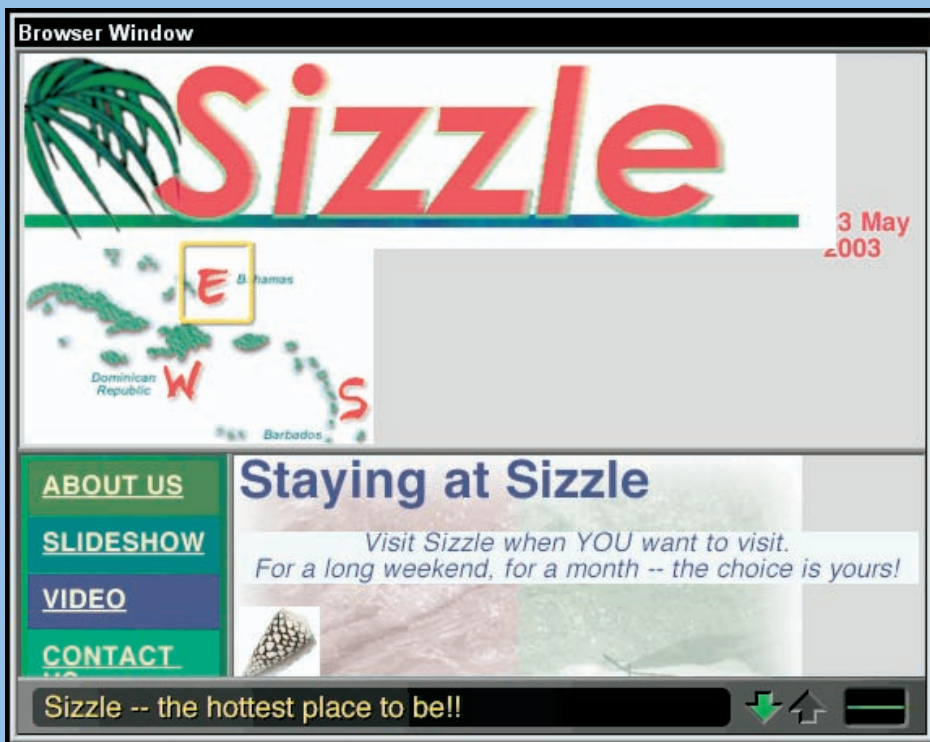 Browser Window
Sizzle
3 May
2003
E
Bahamas
Dominican
Republic
W
S
Barbados
ABOUT US
SLIDESHOW
VIDEO
CONTACT
Staying at Sizzle
Visit Sizzle when YOU want to visit.
For a long weekend, for a month -- the choice is yours!
Sizzle -- the hottest place to be!!